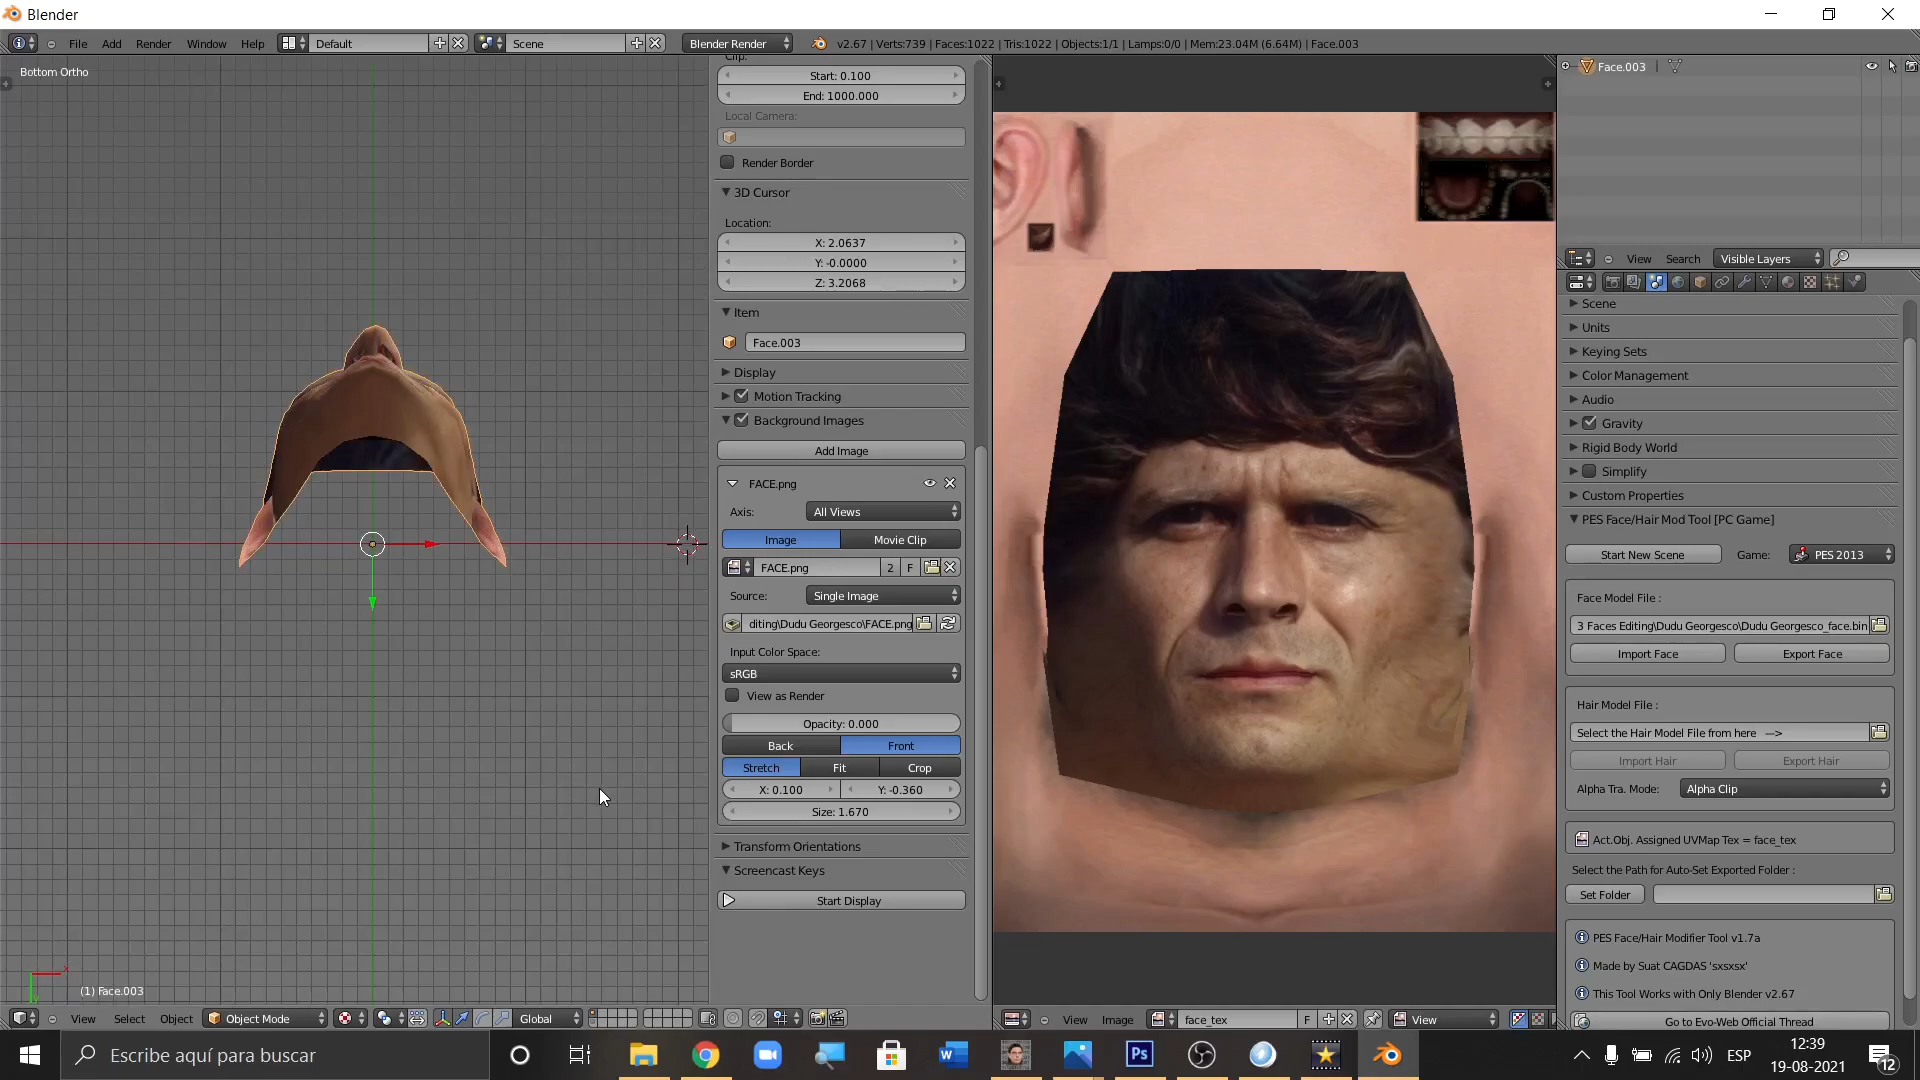 Blender
File Add Render Window Help Default Scene Blender Render v2.67 | Verts:739 | Faces:1022 | Tris:1022 | Objects:1/1 | Lamps:0/0 | Mem:23.04M (6.64M) | Face.003
Bottom Ortho
(1) Face.003
View Select Object Object Mode Global
Clip:
Start: 0.100
End: 1000.000
Local Camera:
Render Border
3D Cursor
Location:
X: 2.0637
Y: -0.0000
Z: 3.2068
Item
Face.003
Display
Motion Tracking
Background Images
Add Image
FACE.png
Axis: All Views
Image Movie Clip
FACE.png 2 F
Source: Single Image
diting\Dudu Georgesco\FACE.png
Input Color Space:
sRGB
View as Render
Opacity: 0.000
Back Front
Stretch Fit Crop
X: 0.100 Y: -0.360
Size: 1.670
Transform Orientations
Screencast Keys
Start Display
View Image face_tex F View
Face.003
View Search Visible Layers
Scene
Units
Keying Sets
Color Management
Audio
Gravity
Rigid Body World
Simplify
Custom Properties
PES Face/Hair Mod Tool [PC Game]
Start New Scene Game: PES 2013
Face Model File :
3 Faces Editing\Dudu Georgesco\Dudu Georgesco_face.bin
Import Face Export Face
Hair Model File :
Select the Hair Model File from here --->
Import Hair Export Hair
Alpha Tra. Mode: Alpha Clip
Act.Obj. Assigned UVMap Tex = face_tex
Select the Path for Auto-Set Exported Folder :
Set Folder
PES Face/Hair Modifier Tool v1.7a
Made by Suat CAGDAS 'sxsxsx'
This Tool Works with Only Blender v2.67
Go to Evo-Web Official Thread
Escribe aquí para buscar
W
Ps
ESP
12:39
19-08-2021
12